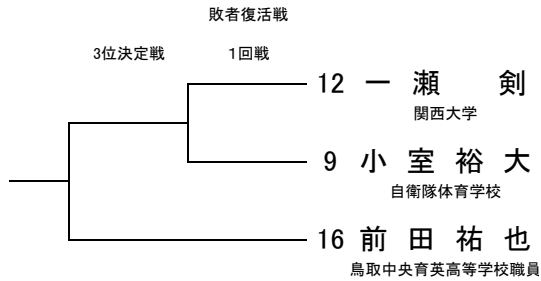 敗者復活戦
3位決定戦 1回戦
12 一瀬 剣
関西大学
9 小室裕大
自衛隊体育学校
16 前田祐也
鳥取中央育英高等学校職員